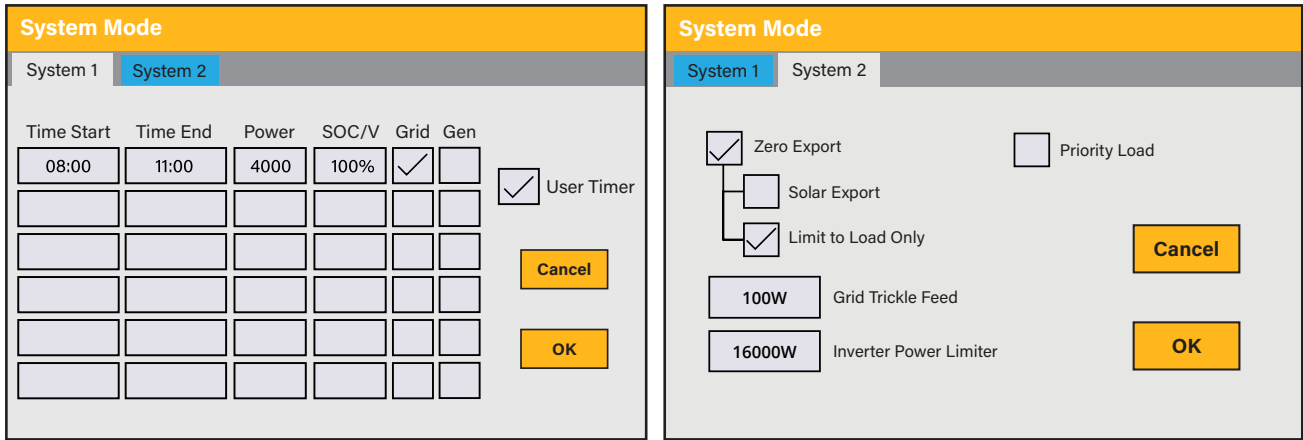 System Mode
System 1 System 2
Time Start Time End Power SOC/V Grid Gen
08:00 11:00 4000 100%
User Timer
Cancel
OK
System Mode
System 1 System 2
Zero Export
Priority Load
Solar Export
Limit to Load Only
Cancel
100W Grid Trickle Feed
16000W Inverter Power Limiter
OK